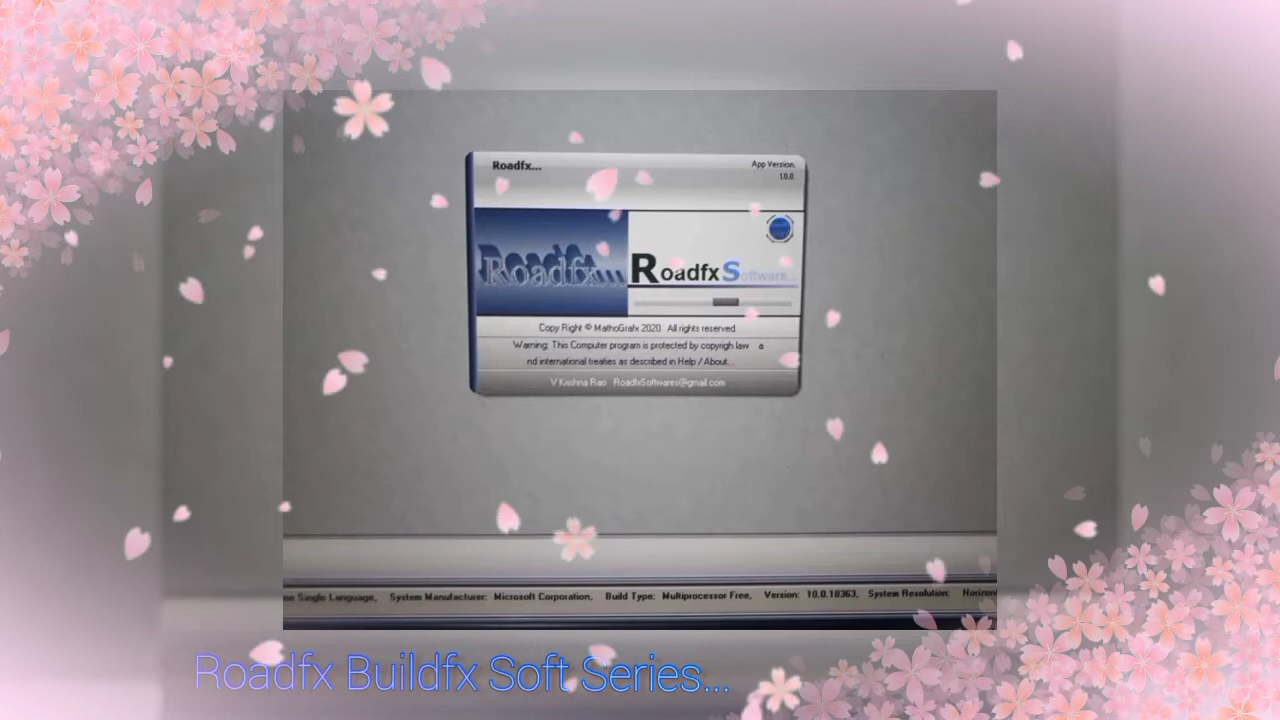 Roadfx...
App Version.
1.0.0.
Roadfx...
Roadfx Software...
Copy Right © MathoGrafx 2020. All rights reserved.
Warning: This Computer program is protected by copyrigh law a
nd international treaties as described in Help / About...
V Krishna Rao RoadfxSoftwares@gmail.com
Single Language, System Manufacturer: Microsoft Corporation, Build Type: Multiprocessor Free, Version: 10.0.18363, System Resolution:
Roadfx Buildfx Soft Series...